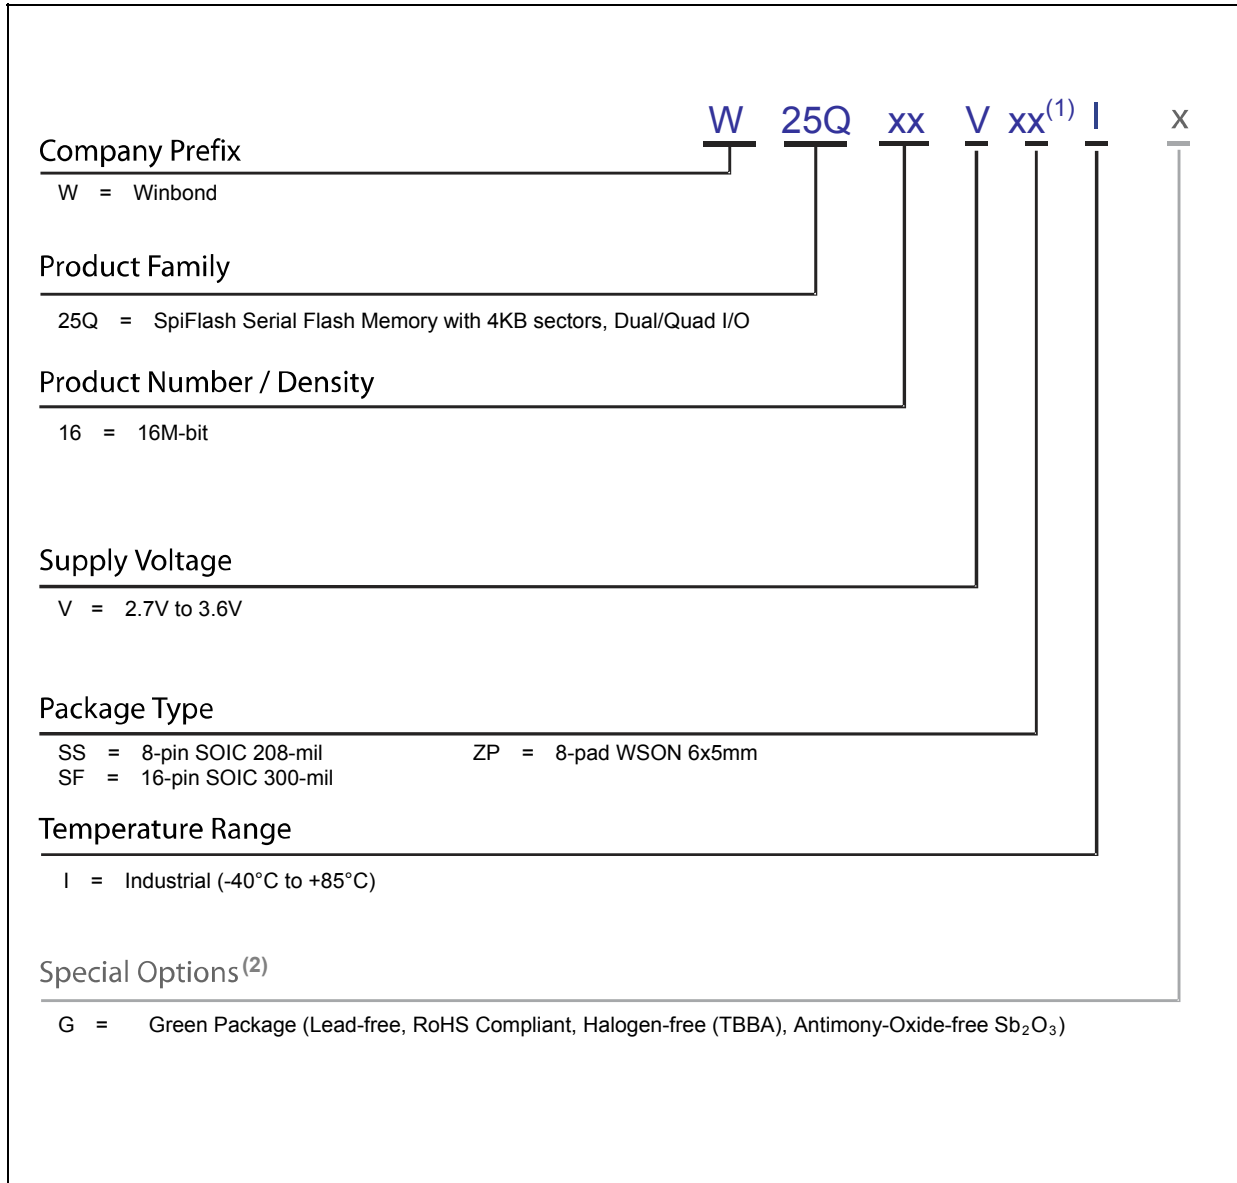 W 25Q xx V xx(1) I x
Company Prefix
W = Winbond
Product Family
25Q = SpiFlash Serial Flash Memory with 4KB sectors, Dual/Quad I/O
Product Number / Density
16 = 16M-bit
Supply Voltage
V = 2.7V to 3.6V
Package Type
SS = 8-pin SOIC 208-mil ZP = 8-pad WSON 6x5mm
SF = 16-pin SOIC 300-mil
Temperature Range
I = Industrial (-40°C to +85°C)
Special Options(2)
G = Green Package (Lead-free, RoHS Compliant, Halogen-free (TBBA), Antimony-Oxide-free Sb₂O₃)